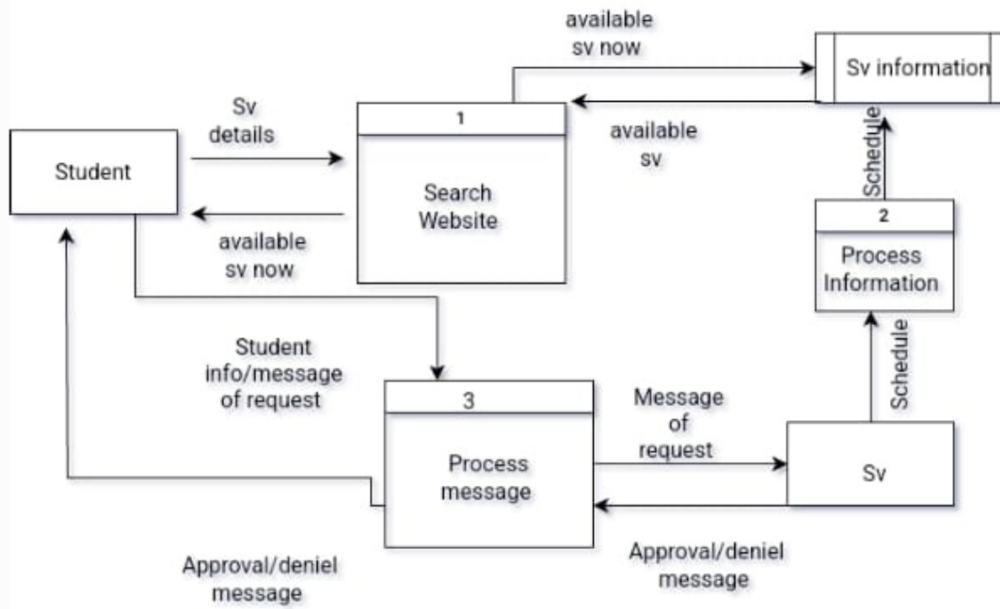 available
sv now
Sv information
Sv
details
1
available
sv
Schedule
Student
Search
Website
2
available
sv now
Process
Information
Student
info/message
of request
Schedule
3
Message
of
request
Process
message
Sv
Approval/deniel
message
Approval/deniel
message